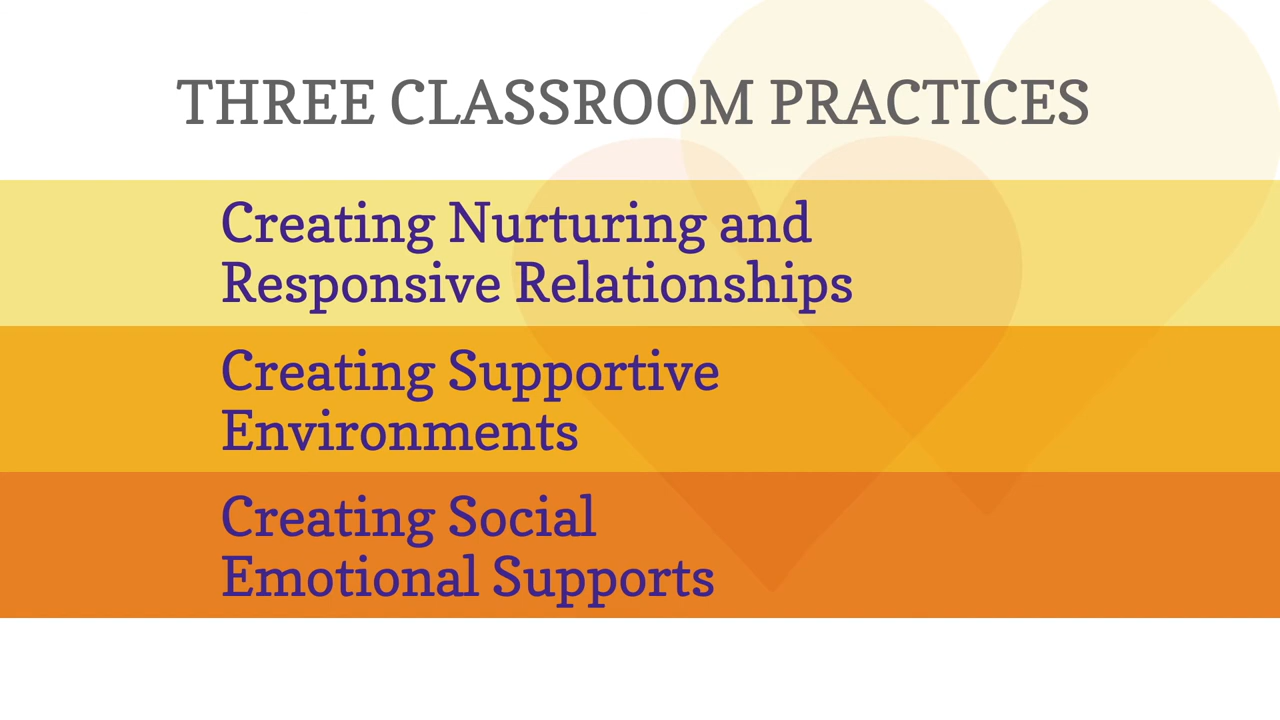 THREE CLASSROOM PRACTICES
Creating Nurturing and
Responsive Relationships
Creating Supportive
Environments
Creating Social
Emotional Supports